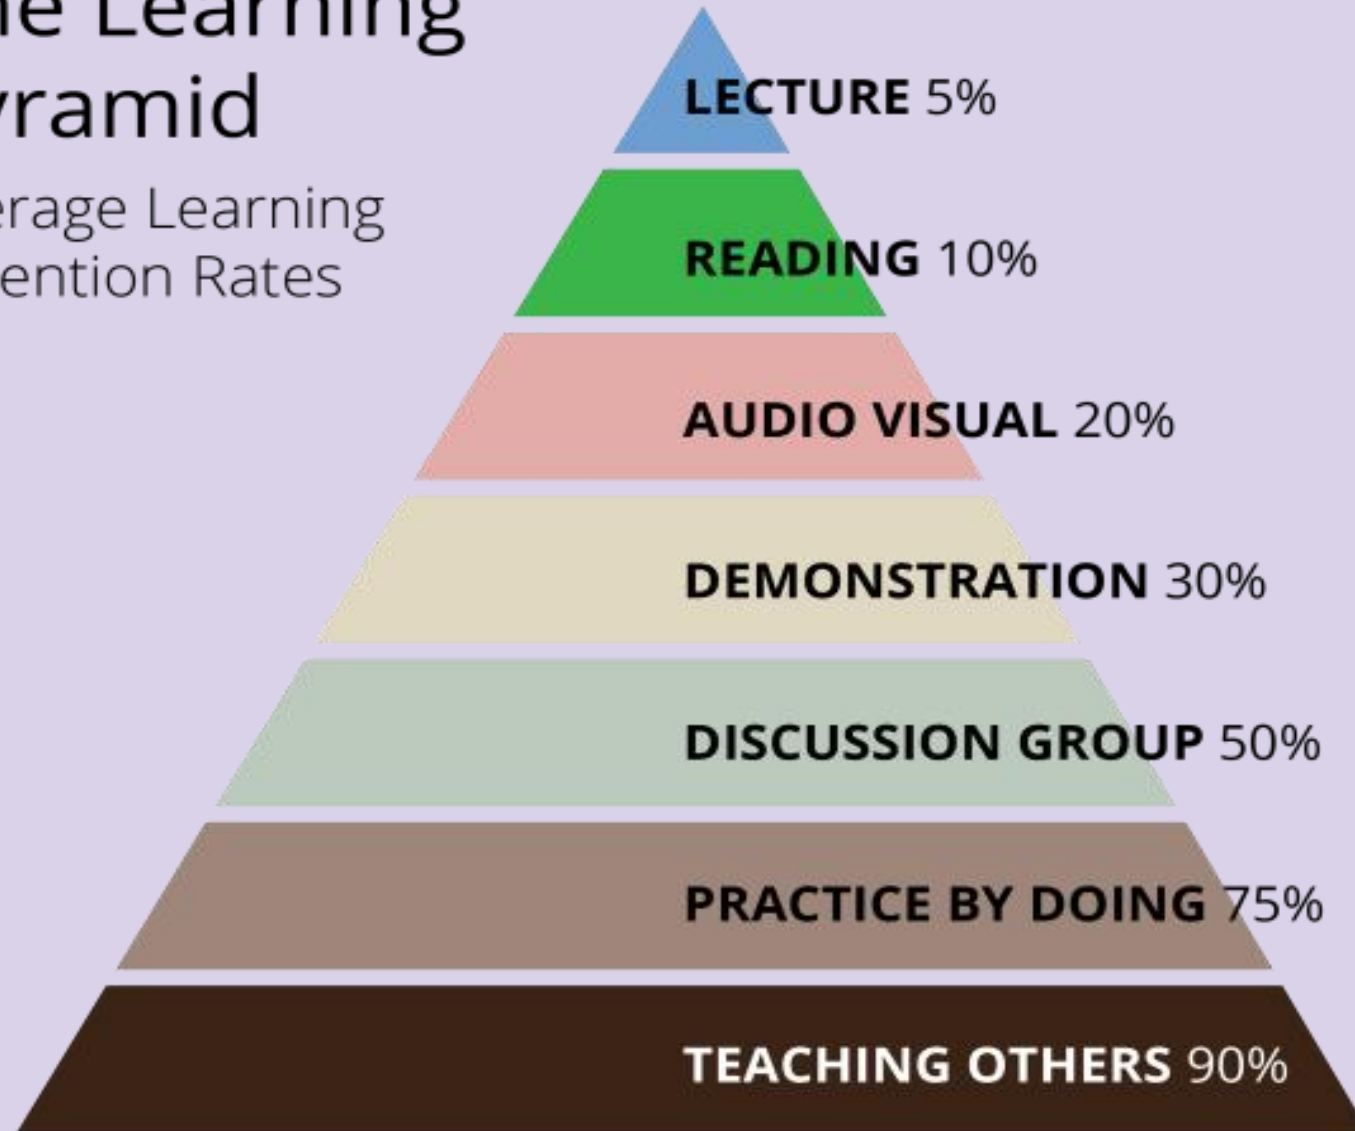 ne Learning
yramid
erage Learning
ention Rates
LECTURE 5%
READING 10%
AUDIO VISUAL 20%
DEMONSTRATION 30%
DISCUSSION GROUP 50%
PRACTICE BY DOING 75%
TEACHING OTHERS 90%